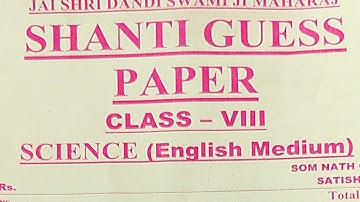 JAI SHRI DANDI SWAMI JI MAHARAJ
SHANTI GUESS
PAPER
CLASS – VIII
SCIENCE (English Medium)
SOM NATH
SATISH
Rs.
Total